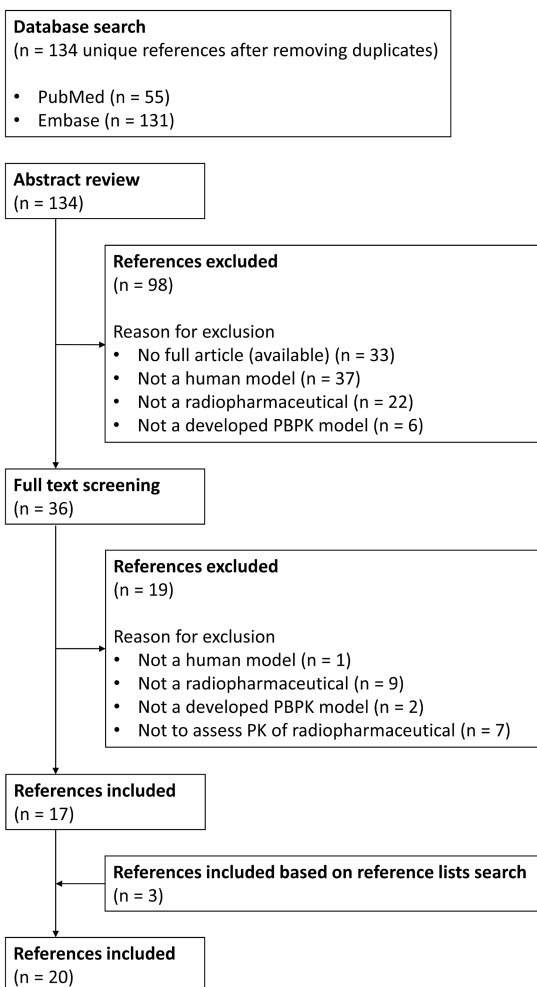 Database search
(n = 134 unique references after removing duplicates)
• PubMed (n = 55)
• Embase (n = 131)
Abstract review
(n = 134)
References excluded
(n = 98)
Reason for exclusion
• No full article (available) (n = 33)
• Not a human model (n = 37)
• Not a radiopharmaceutical (n = 22)
• Not a developed PBPK model (n = 6)
Full text screening
(n = 36)
References excluded
(n = 19)
Reason for exclusion
• Not a human model (n = 1)
• Not a radiopharmaceutical (n = 9)
• Not a developed PBPK model (n = 2)
• Not to assess PK of radiopharmaceutical (n = 7)
References included
(n = 17)
References included based on reference lists search
(n = 3)
References included
(n = 20)